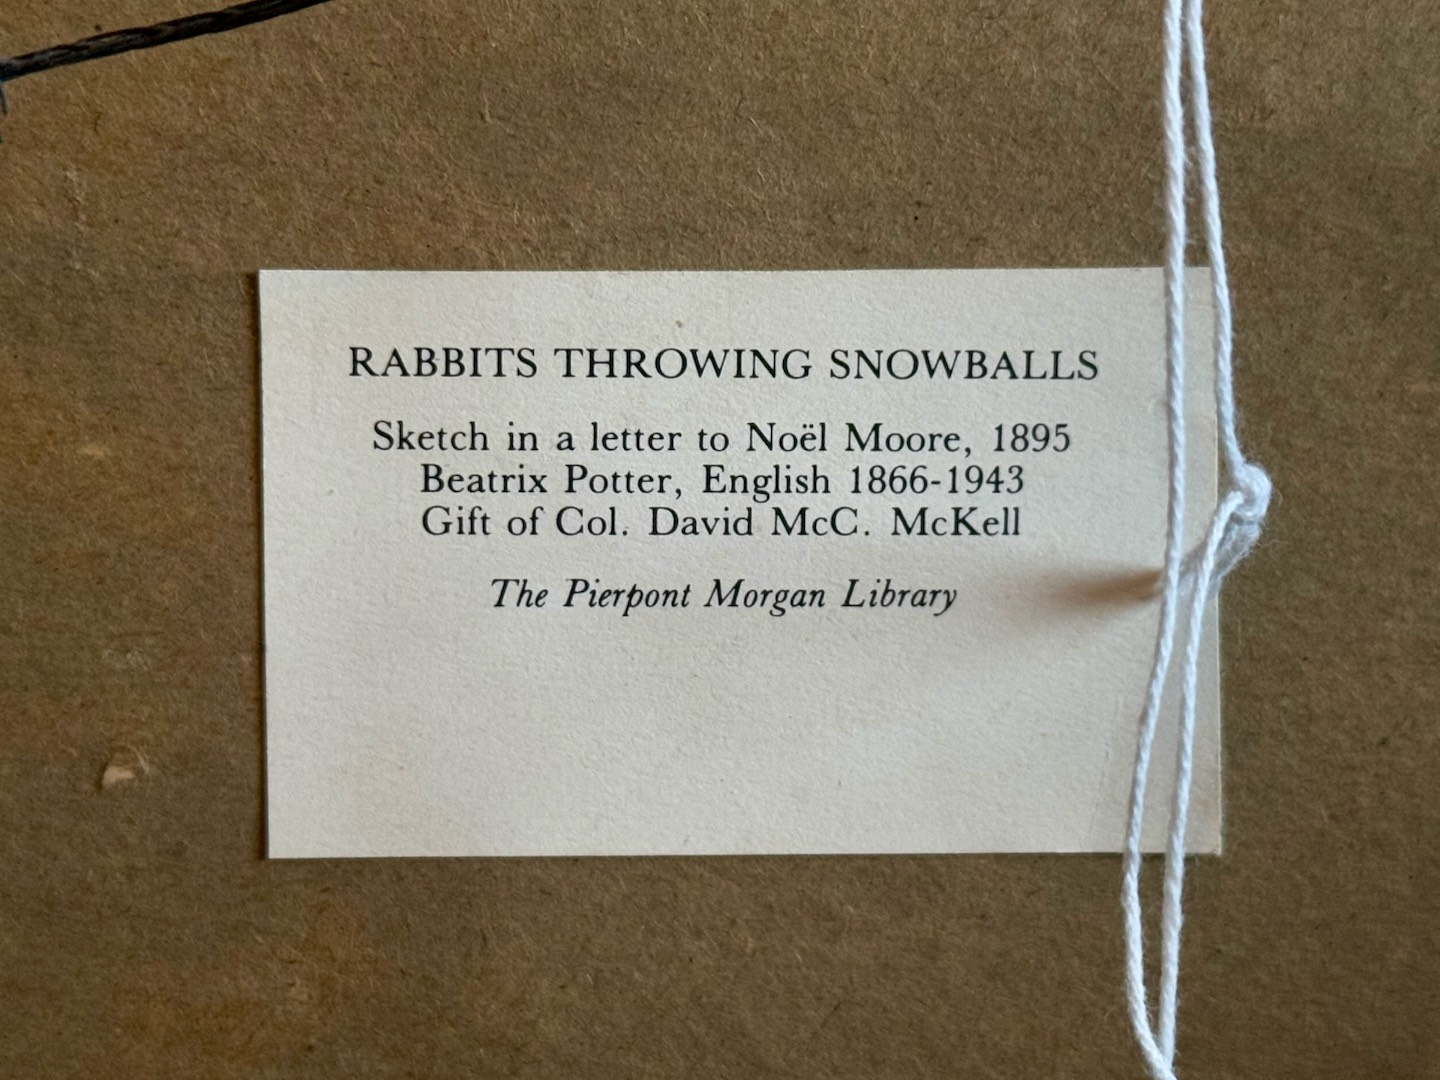 RABBITS THROWING SNOWBALLS
Sketch in a letter to Noël Moore, 1895
Beatrix Potter, English 1866-1943
Gift of Col. David McC. McKell
The Pierpont Morgan Library